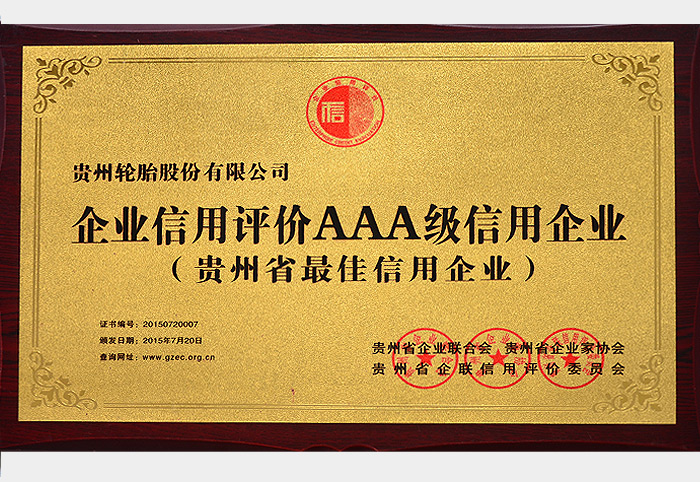 贵州轮胎股份有限公司
企业信用评价AAA级信用企业
（贵州省最佳信用企业）
证书编号：20150720007
颁发日期：2015年7月20日
查询网址：www.gzec.org.cn
贵州省企业联合会 贵州省企业家协会
贵州省企联信用评价委员会